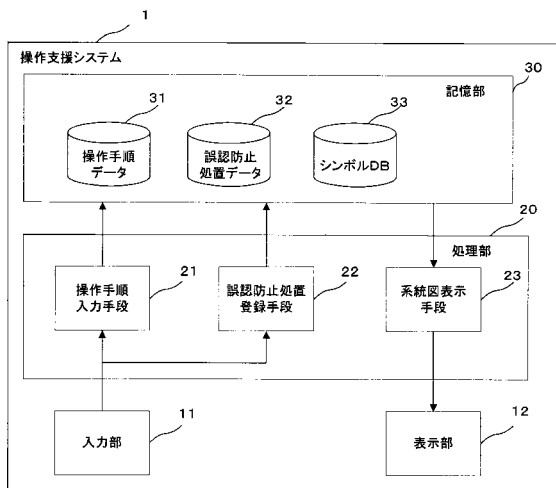 1
操作支援システム
記憶部
30
31
32
33
操作手順
データ
誤認防止
処置データ
シンボルDB
20
処理部
操作手順
入力手段
21
誤認防止処置
登録手段
22
系統図表示
手段
23
入力部
11
表示部
12